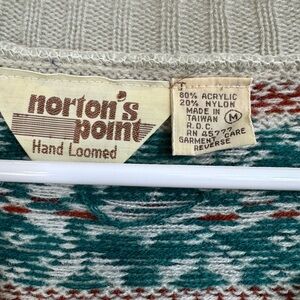 norton's
point
Hand Loomed
80% ACRYLIC
20% NYLON
MADE IN
TAIWAN
R.O.C.
RN 45777
GARMENT CARE
REVERSE
M